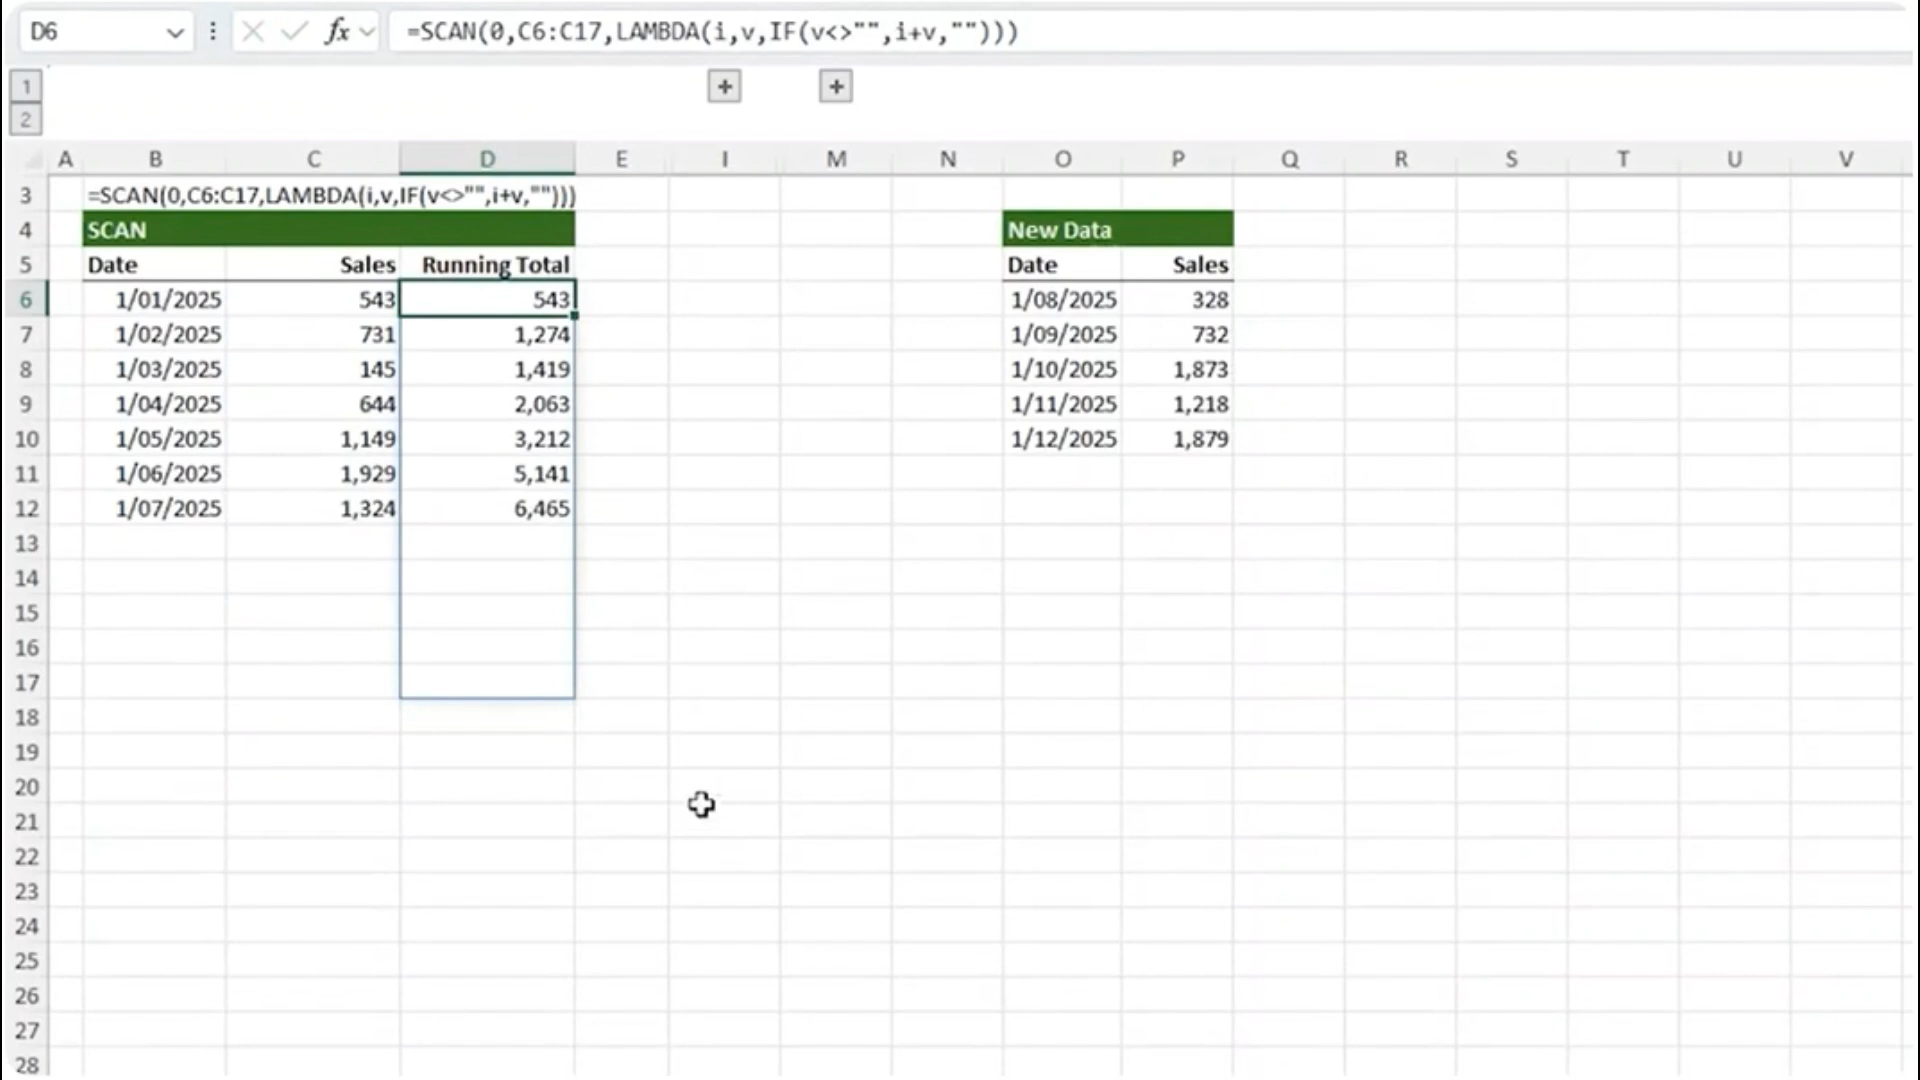 D6 fx =SCAN(0,C6:C17,LAMBDA(i,v,IF(v<>"",i+v,"")))
1
2
A B C D E I M N O P Q R S T U V
3 =SCAN(0,C6:C17,LAMBDA(i,v,IF(v<>"",i+v,"")))
4 SCAN New Data
5 Date Sales Running Total Date Sales
6 1/01/2025 543 543 1/08/2025 328
7 1/02/2025 731 1,274 1/09/2025 732
8 1/03/2025 145 1,419 1/10/2025 1,873
9 1/04/2025 644 2,063 1/11/2025 1,218
10 1/05/2025 1,149 3,212 1/12/2025 1,879
11 1/06/2025 1,929 5,141
12 1/07/2025 1,324 6,465
13
14
15
16
17
18
19
20
21
22
23
24
25
26
27
28